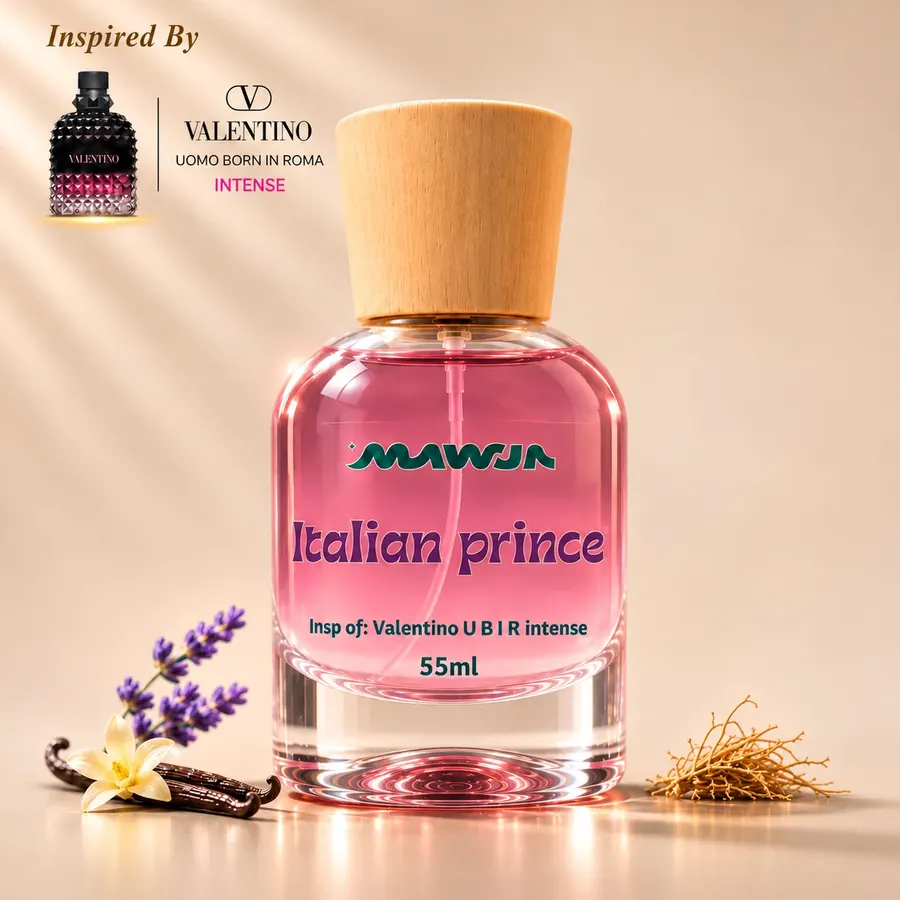 Inspired By
VALENTINO
V
VALENTINO
UOMO BORN IN ROMA
INTENSE
MAWJA
Italian prince
Insp of: Valentino U B I R intense
55ml